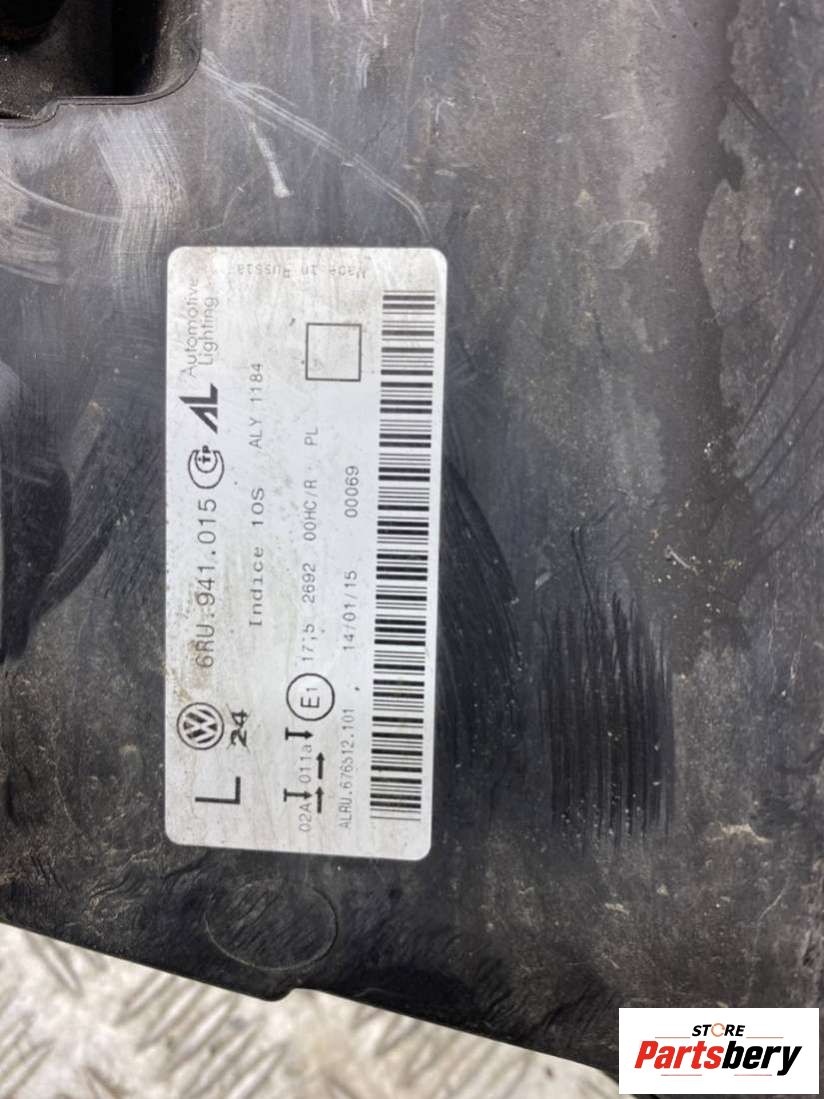 L 6RU.941.015 AL Automotive Lighting
24
Indice 10S ALY 1184
02A 011a E1 17;5 2692 00HC/R PL
ALRU.676512.101 14/01/15 00069
Made in Russia
STORE
Partsbery